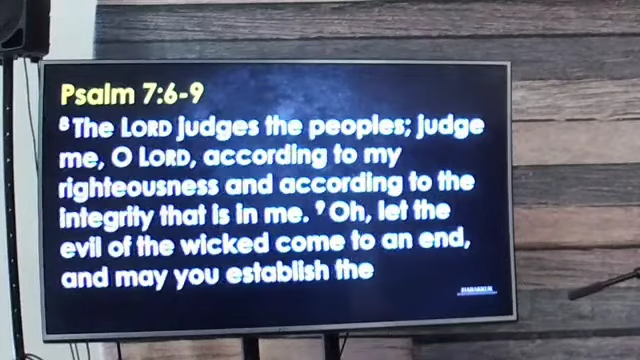 Psalm 7:6-9
⁸ The LORD judges the peoples; judge
me, O LORD, according to my
righteousness and according to the
integrity that is in me. ⁹ Oh, let the
evil of the wicked come to an end,
and may you establish the
HABAKKUK